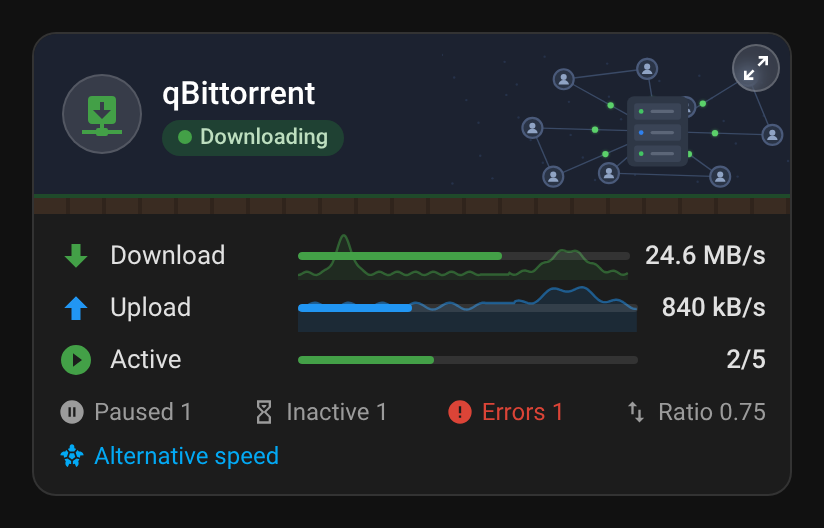 qBittorrent
Downloading
Download 24.6 MB/s
Upload 840 kB/s
Active 2/5
Paused 1 Inactive 1 Errors 1 Ratio 0.75
Alternative speed